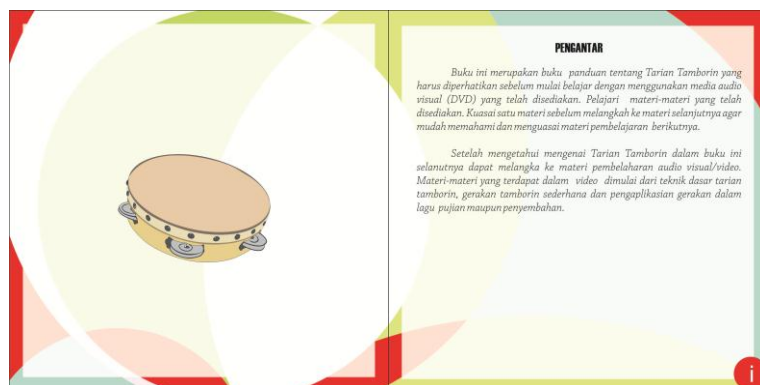 PENGANTAR
Buku ini merupakan buku panduan tentang Tarian Tamborin yang
harus diperhatikan sebelum mulai belajar dengan menggunakan media audio
visual (DVD) yang telah disediakan. Pelajari materi-materi yang telah
disediakan. Kuasai satu materi sebelum melangkah ke materi selanjutnya agar
mudah memahami dan menguasai materi pembelajaran berikutnya.
Setelah mengetahui mengenai Tarian Tamborin dalam buku ini
selanutnya dapat melangka ke materi pembelaharan audio visual/video.
Materi-materi yang terdapat dalam video dimulai dari teknik dasar tarian
tamborin, gerakan tamborin sederhana dan pengaplikasian gerakan dalam
lagu pujian maupun penyembahan.
i